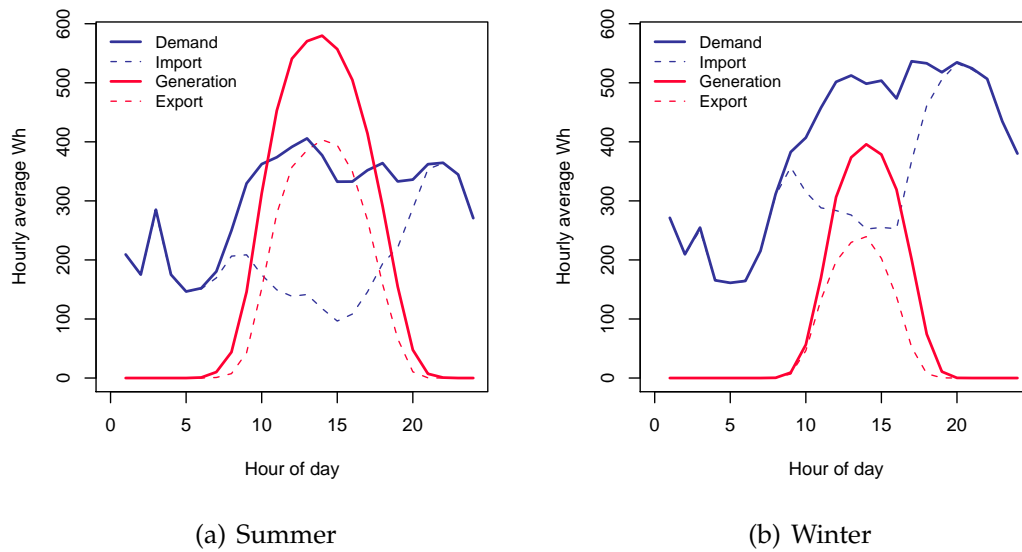 600
500
400
300
200
100
0
Hourly average Wh
Demand
Import
Generation
Export
0 5 10 15 20
Hour of day
(a) Summer
600
500
400
300
200
100
0
Hourly average Wh
Demand
Import
Generation
Export
0 5 10 15 20
Hour of day
(b) Winter